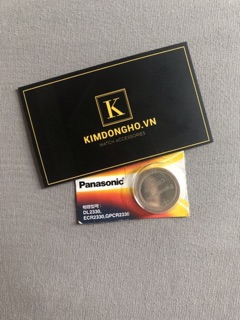 K
KIMDONGHO.VN
WATCH ACCESSORIES
Panasonic
DL2330,
ECR2330,GPCR2330